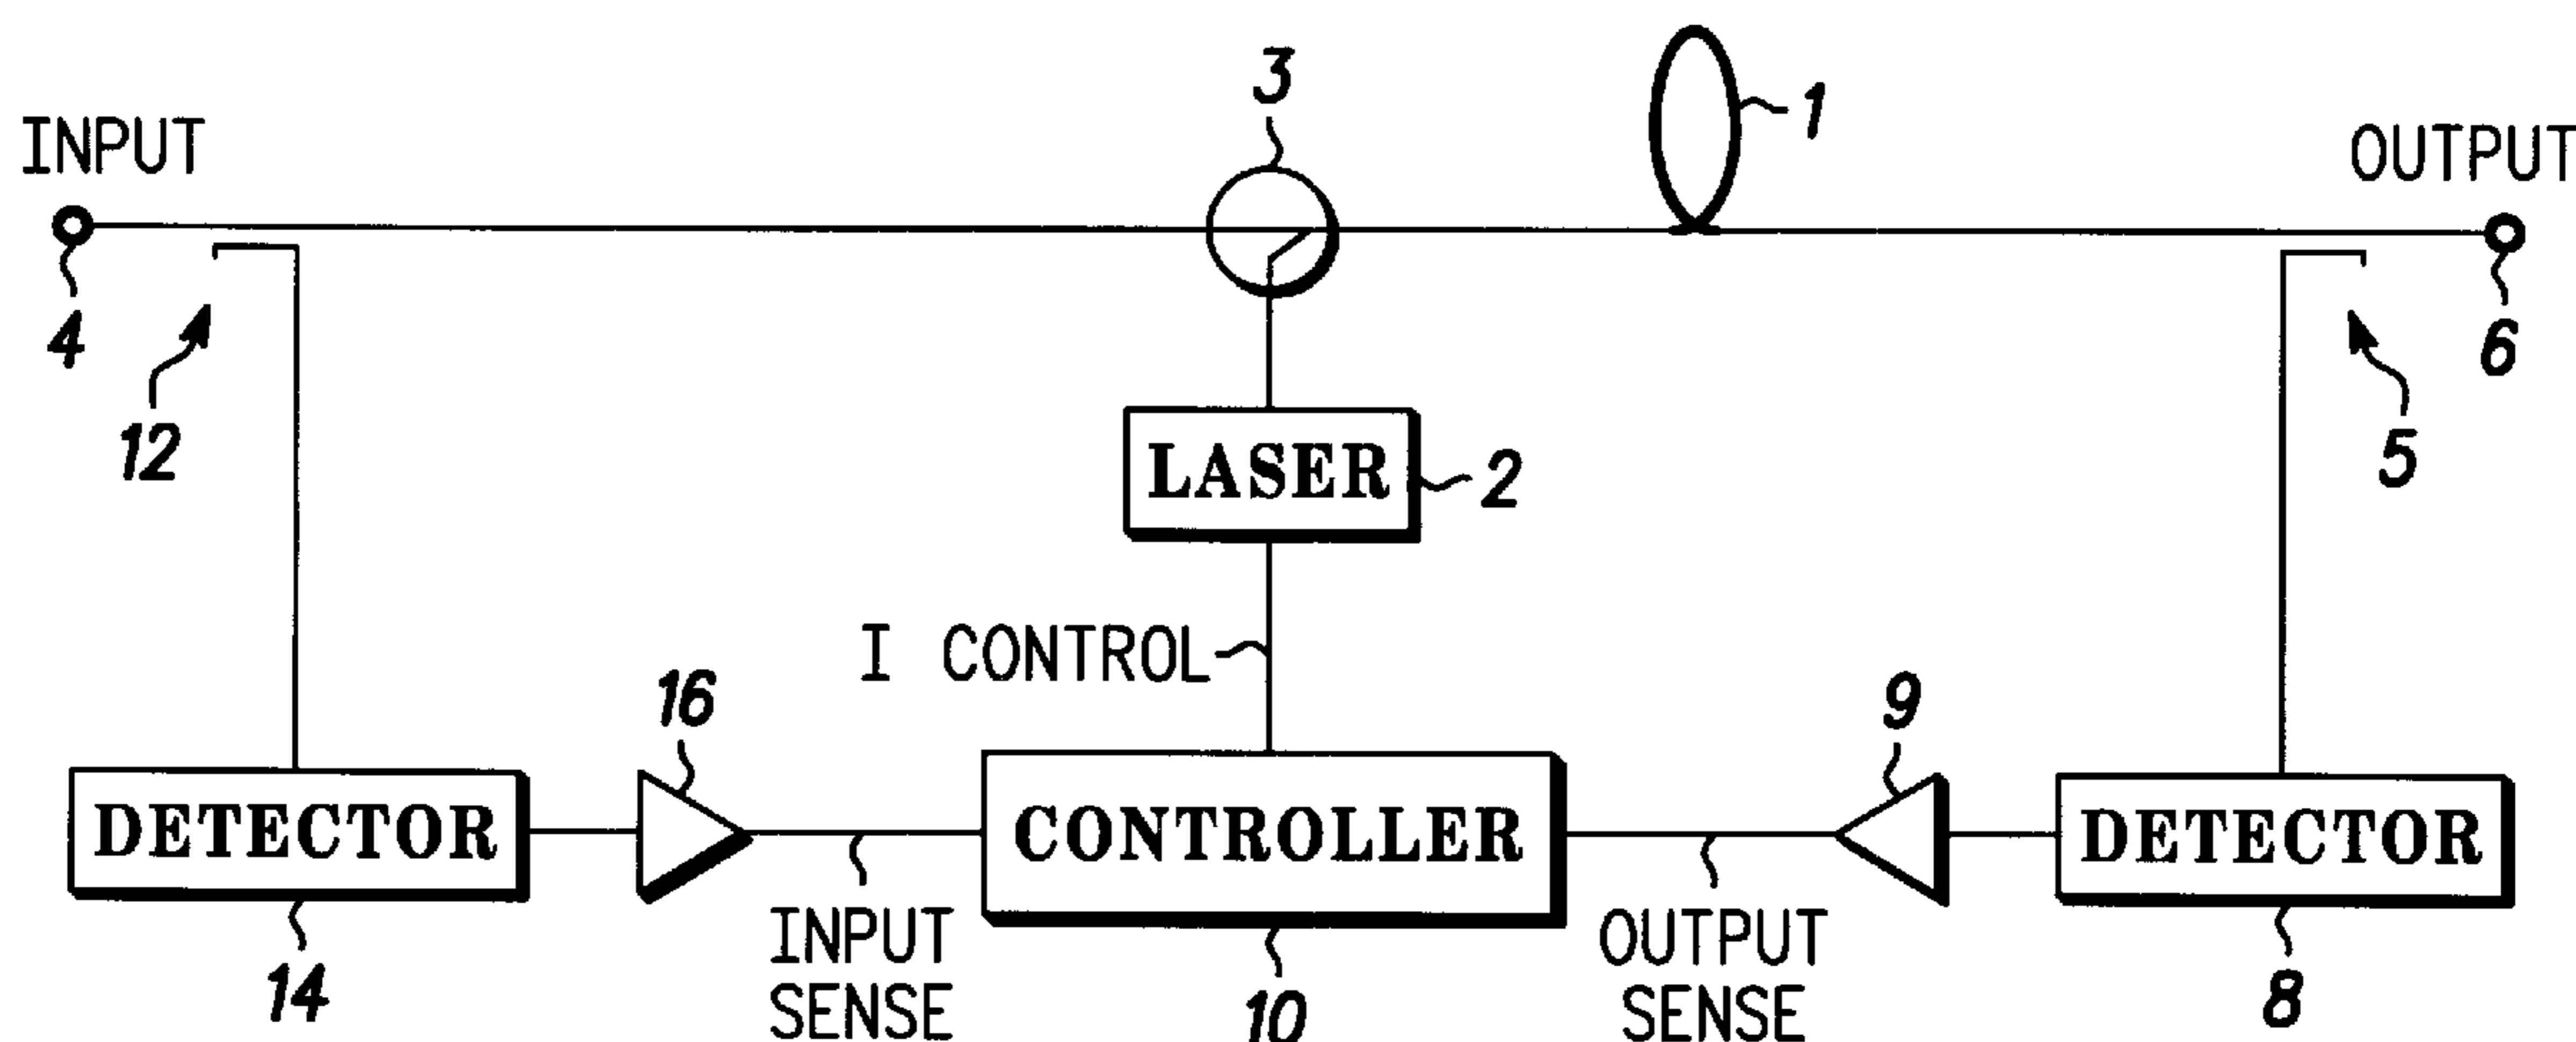 3
1
INPUT
OUTPUT
4
6
12
5
LASER
2
I CONTROL
16
9
DETECTOR
CONTROLLER
DETECTOR
INPUT
SENSE
OUTPUT
SENSE
14
10
8